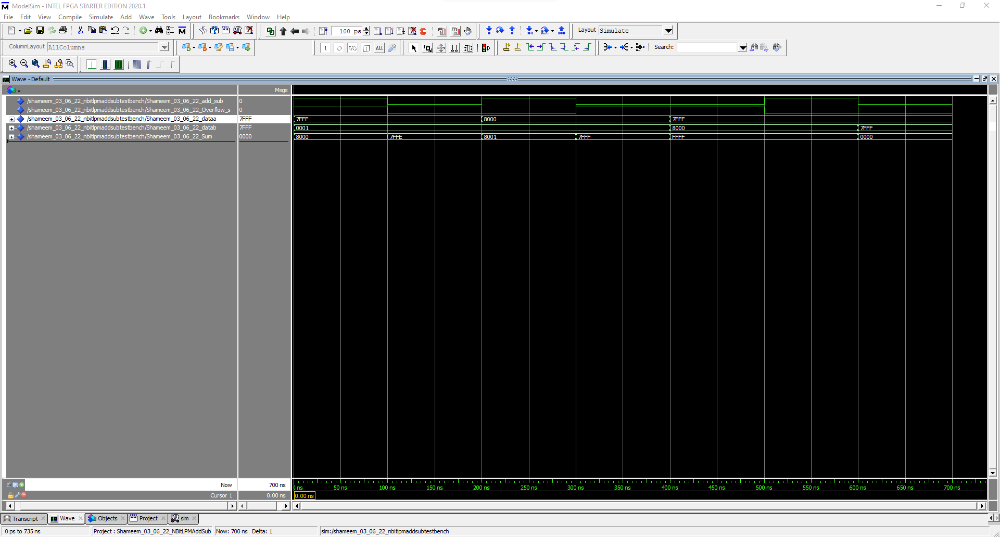 ModelSim - INTEL FPGA STARTER EDITION 2020.1
File Edit View Compile Simulate Add Wave Tools Layout Bookmarks Window Help
100 ps
Layout Simulate
ColumnLayout AllColumns
ALL
Search:
Wave - Default
Msgs
/shameem_03_06_22_nbitlpmaddsubtestbench/Shameem_03_06_22_add_sub 0
/shameem_03_06_22_nbitlpmaddsubtestbench/Shameem_03_06_22_Overflow_s 0
/shameem_03_06_22_nbitlpmaddsubtestbench/Shameem_03_06_22_dataa 7FFF 7FFF 8000 7FFF
/shameem_03_06_22_nbitlpmaddsubtestbench/Shameem_03_06_22_datab 7FFF 0001 8000 7FFF
/shameem_03_06_22_nbitlpmaddsubtestbench/Shameem_03_06_22_Sum 0000 8000 7FFE 8001 7FFF FFFF 0000
Now 700 ns ns 50 ns 100 ns 150 ns 200 ns 250 ns 300 ns 350 ns 400 ns 450 ns 500 ns 550 ns 600 ns 650 ns 700 ns
Cursor 1 0.00 ns 0.00 ns
Transcript Wave Objects Project sim
0 ps to 735 ns Project : Shameem_03_06_22_NBitLPMAddSub Now: 700 ns Delta: 1 sim:/shameem_03_06_22_nbitlpmaddsubtestbench